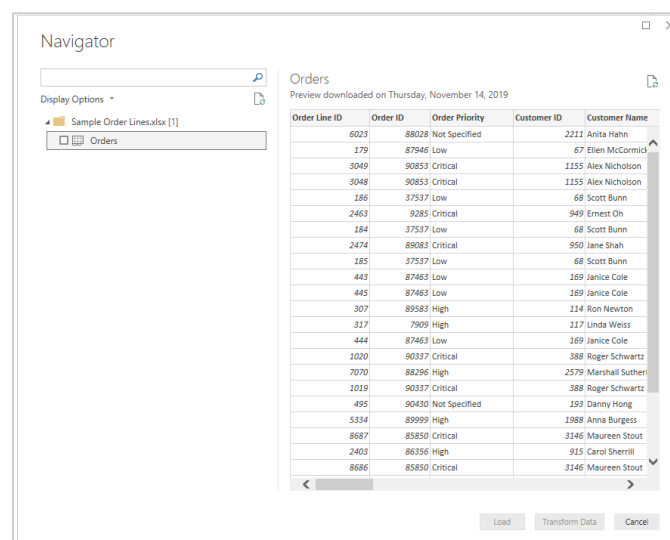 Navigator
Display Options
Sample Order Lines.xlsx [1]
Orders
Orders
Preview downloaded on Thursday, November 14, 2019
Order Line ID Order ID Order Priority Customer ID Customer Name
6023 88028 Not Specified 2211 Anita Hahn
179 87946 Low 67 Ellen McCormick
3049 90853 Critical 1155 Alex Nicholson
3048 90853 Critical 1155 Alex Nicholson
186 37537 Low 68 Scott Bunn
2463 9285 Critical 949 Ernest Oh
184 37537 Low 68 Scott Bunn
2474 89083 Critical 950 Jane Shah
185 37537 Low 68 Scott Bunn
443 87463 Low 169 Janice Cole
445 87463 Low 169 Janice Cole
307 89583 High 114 Ron Newton
317 7909 High 117 Linda Weiss
444 87463 Low 169 Janice Cole
1020 90337 Critical 388 Roger Schwartz
7070 88296 High 2579 Marshall Sutherl
1019 90337 Critical 388 Roger Schwartz
495 90430 Not Specified 193 Danny Hong
5334 89999 High 1988 Anna Burgess
8687 85850 Critical 3146 Maureen Stout
2403 86356 High 915 Carol Sherrill
8686 85850 Critical 3146 Maureen Stout
Load Transform Data Cancel